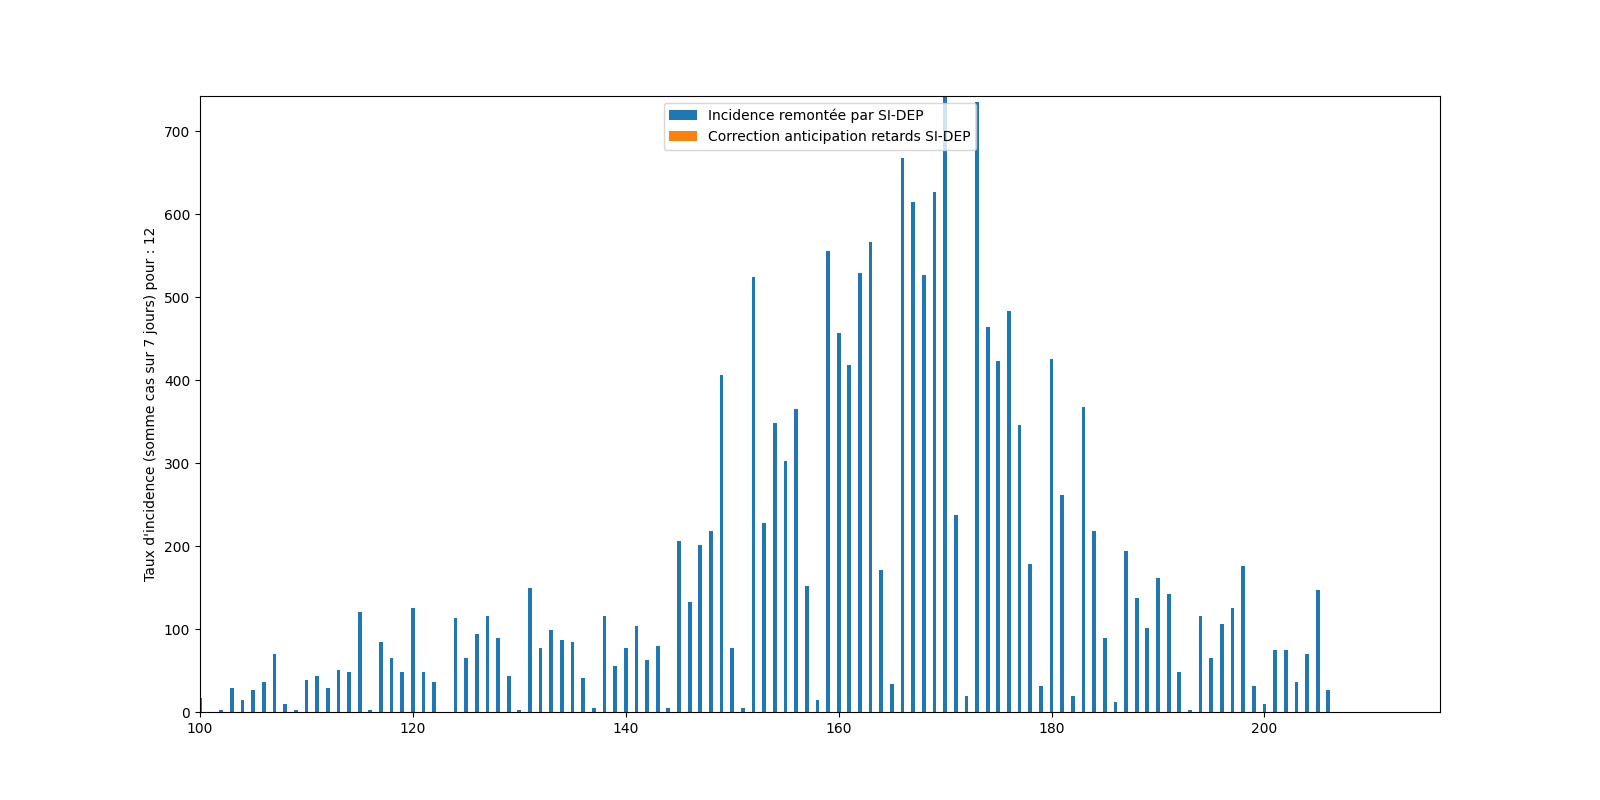 Incidence remontée par SI-DEP
Correction anticipation retards SI-DEP
Taux d'incidence (somme cas sur 7 jours) pour : 12
700
600
500
400
300
200
100
0
100 120 140 160 180 200